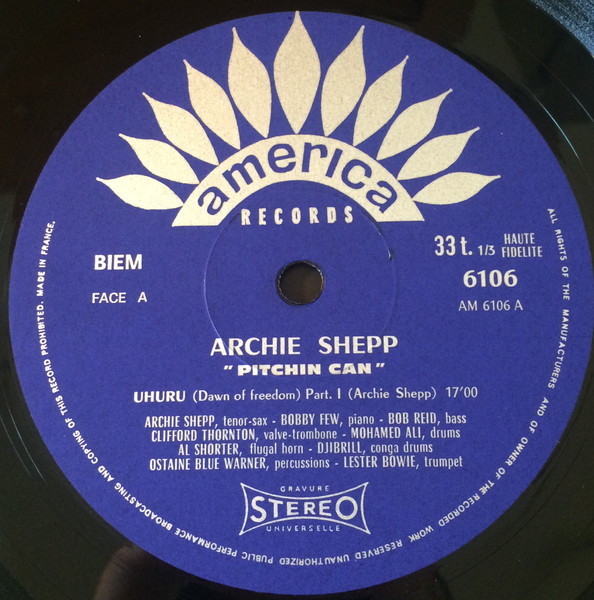 america
RECORDS
BIEM
FACE A
33 t. 1/3 HAUTE FIDELITE
6106
AM 6106 A
ARCHIE SHEPP
"PITCHIN CAN"
UHURU (Dawn of freedom) Part. I (Archie Shepp) 17'00
ARCHIE SHEPP, tenor-sax - BOBBY FEW, piano - BOB REID, bass
CLIFFORD THORNTON, valve-trombone - MOHAMED ALI, drums
AL SHORTER, flugal horn - DJIBRILL, conga drums
OSTAINE BLUE WARNER, percussions - LESTER BOWIE, trumpet
GRAVURE
STEREO
UNIVERSELLE
ALL RIGHTS OF THE MANUFACTURERS AND OF OWNER OF THE RECORDED WORK RESERVED UNAUTHORIZED PUBLIC PERFORMANCE BROADCASTING AND COPYING OF THIS RECORD PROHIBITED. MADE IN FRANCE.